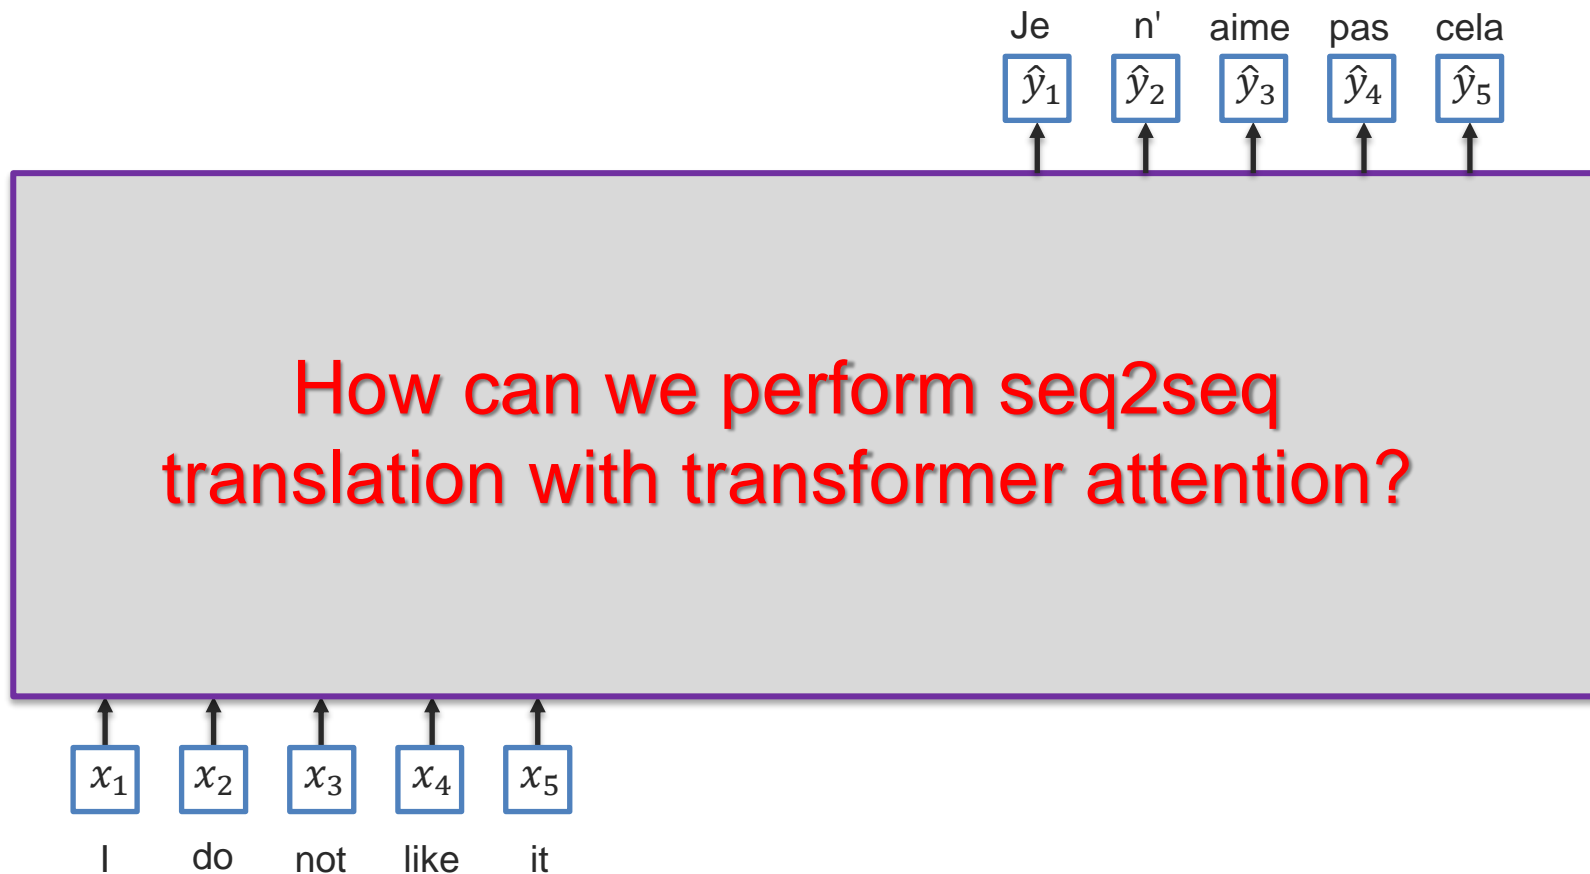 Je n' aime pas cela
ŷ₁ ŷ₂ ŷ₃ ŷ₄ ŷ₅
How can we perform seq2seq
translation with transformer attention?
x₁ x₂ x₃ x₄ x₅
I do not like it